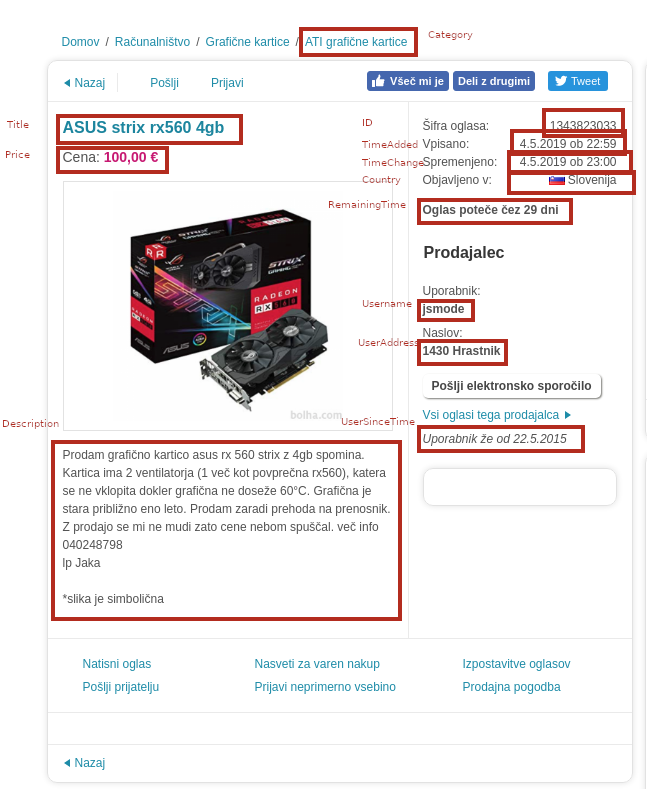 Domov / Računalništvo / Grafične kartice / ATI grafične kartice
Category
Nazaj Pošlji Prijavi
Všeč mi je Deli z drugimi Tweet
Title
ASUS strix rx560 4gb
Price
Cena: 100,00 €
ID
Šifra oglasa: 1343823033
TimeAdded
Vpisano: 4.5.2019 ob 22:59
TimeChange
Spremenjeno: 4.5.2019 ob 23:00
Country
Objavljeno v: Slovenija
RemainingTime
Oglas poteče čez 29 dni
Prodajalec
Uporabnik:
Username
jsmode
Naslov:
UserAddress
1430 Hrastnik
Pošlji elektronsko sporočilo
Vsi oglasi tega prodajalca
UserSinceTime
Uporabnik že od 22.5.2015
STRIX
RADEON
RX
bolha.com
Description
Prodam grafično kartico asus rx 560 strix z 4gb spomina.
Kartica ima 2 ventilatorja (1 več kot povprečna rx560), katera
se ne vklopita dokler grafična ne doseže 60°C. Grafična je
stara približno eno leto. Prodam zaradi prehoda na prenosnik.
Z prodajo se mi ne mudi zato cene nebom spuščal. več info
040248798
lp Jaka
*slika je simbolična
Natisni oglas Nasveti za varen nakup Izpostavitve oglasov
Pošlji prijatelju Prijavi neprimerno vsebino Prodajna pogodba
Nazaj